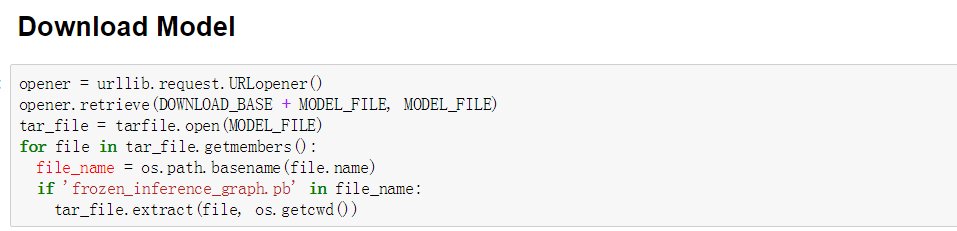 Download Model
opener = urllib.request.URLopener()
opener.retrieve(DOWNLOAD_BASE + MODEL_FILE, MODEL_FILE)
tar_file = tarfile.open(MODEL_FILE)
for file in tar_file.getmembers():
  file_name = os.path.basename(file.name)
  if 'frozen_inference_graph.pb' in file_name:
    tar_file.extract(file, os.getcwd())